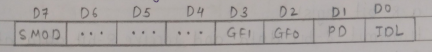 D7 D6 D5 D4 D3 D2 D1 D0
SMOD ... ... ... GF1 GF0 PD IDL